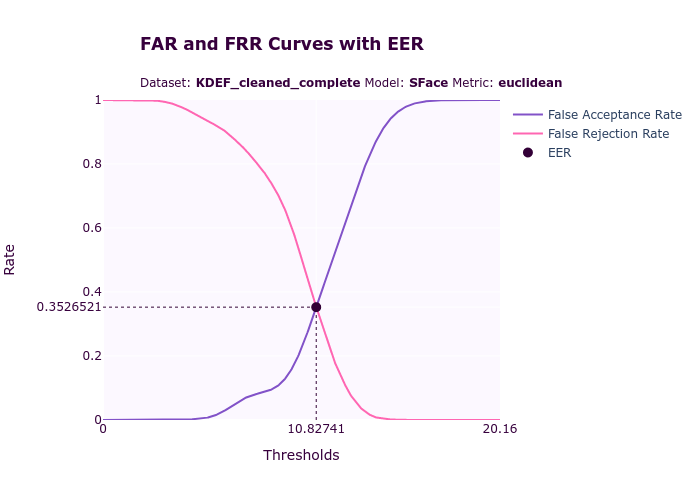 FAR and FRR Curves with EER
Dataset: KDEF_cleaned_complete Model: SFace Metric: euclidean
1
0.8
0.6
0.4
0.3526521
0.2
0
Rate
0
10.82741
20.16
Thresholds
False Acceptance Rate
False Rejection Rate
EER